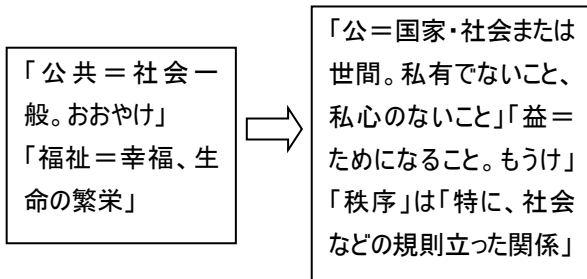 「公共＝社会一
般。おおやけ」
「福祉＝幸福、生
命の繁栄」
「公＝国家・社会または
世間。私有でないこと、
私心のないこと」「益＝
ためになること。もうけ」
「秩序」は「特に、社会
などの規則立った関係」